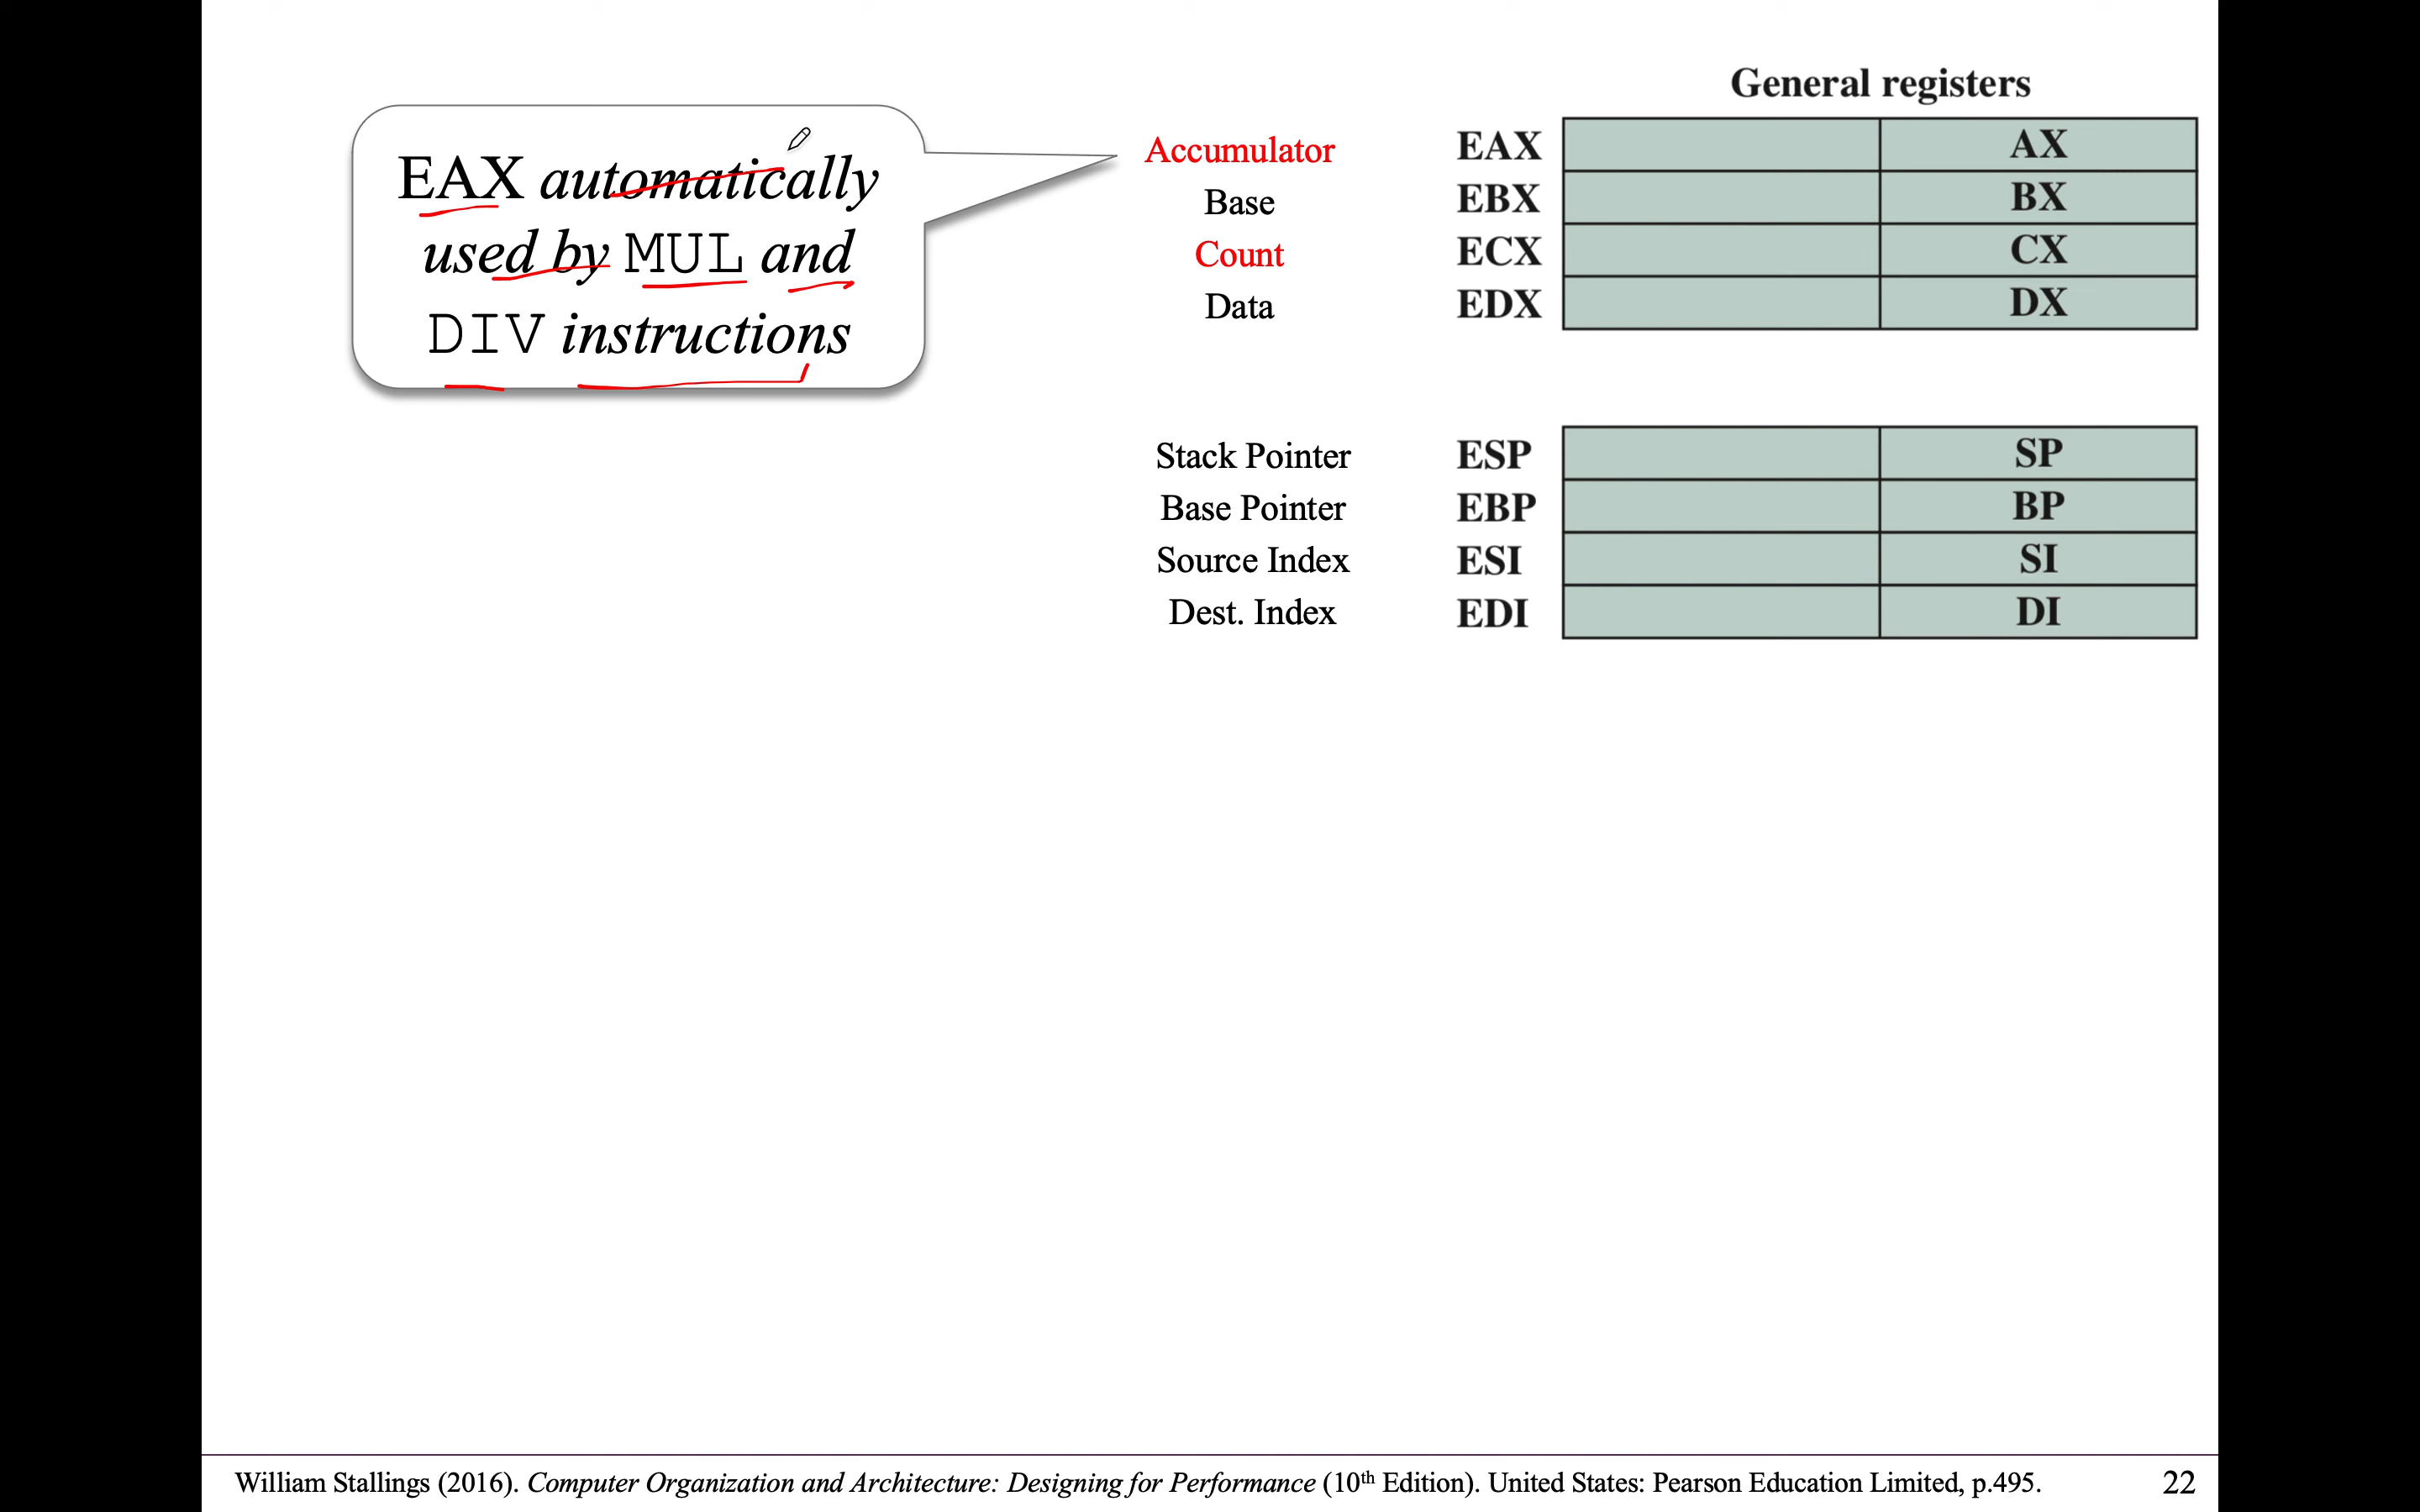 General registers
EAX automatically
used by MUL and
DIV instructions
Accumulator EAX AX
Base EBX BX
Count ECX CX
Data EDX DX
Stack Pointer ESP SP
Base Pointer EBP BP
Source Index ESI SI
Dest. Index EDI DI
William Stallings (2016). Computer Organization and Architecture: Designing for Performance (10th Edition). United States: Pearson Education Limited, p.495. 22